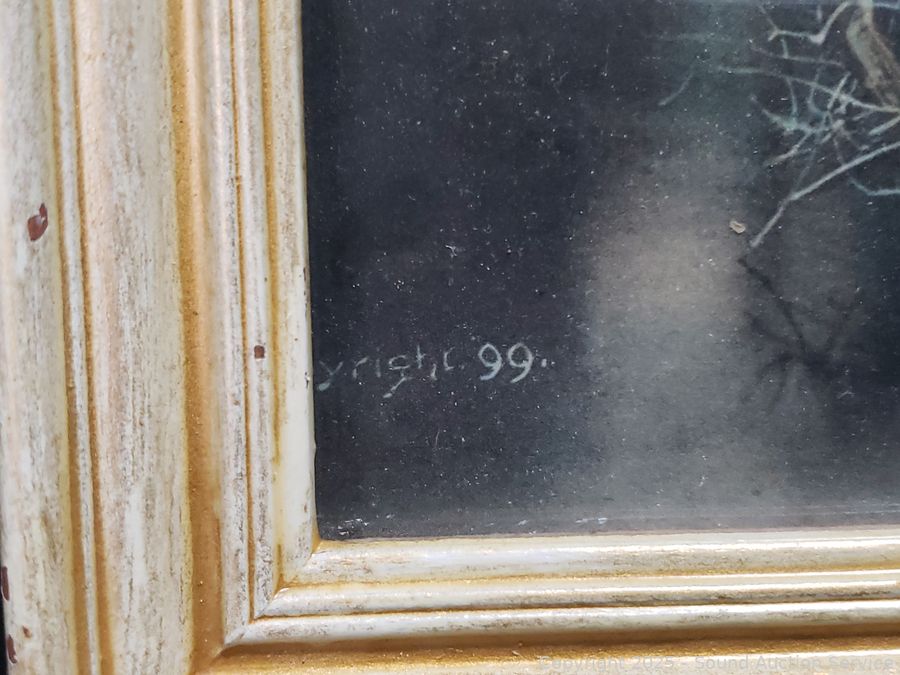 yright 99.
Copyright 2025 - Sound Auction Service